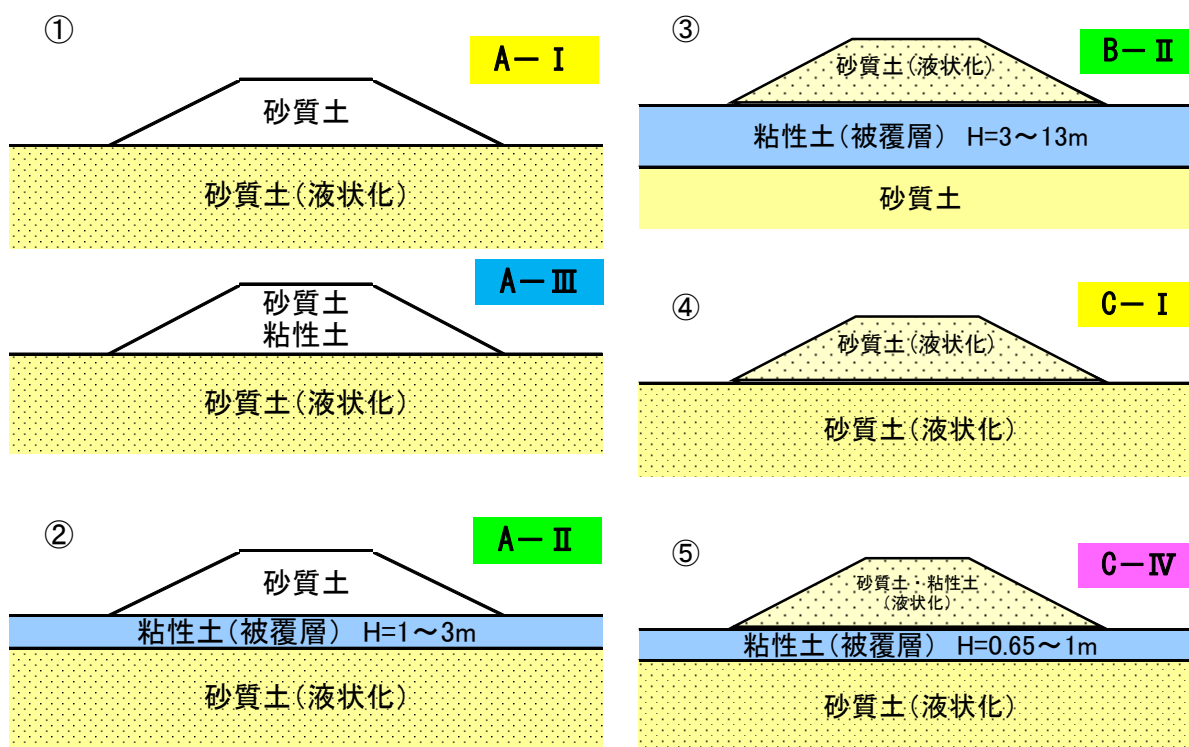 ①
A-Ⅰ
砂質土
砂質土(液状化)
A-Ⅲ
砂質土
粘性土
砂質土(液状化)
②
A-Ⅱ
砂質土
粘性土(被覆層) H=1～3m
砂質土(液状化)
③
B-Ⅱ
砂質土(液状化)
粘性土(被覆層) H=3～13m
砂質土
④
C-Ⅰ
砂質土(液状化)
砂質土(液状化)
⑤
C-Ⅳ
砂質土・粘性土
(液状化)
粘性土(被覆層) H=0.65～1m
砂質土(液状化)